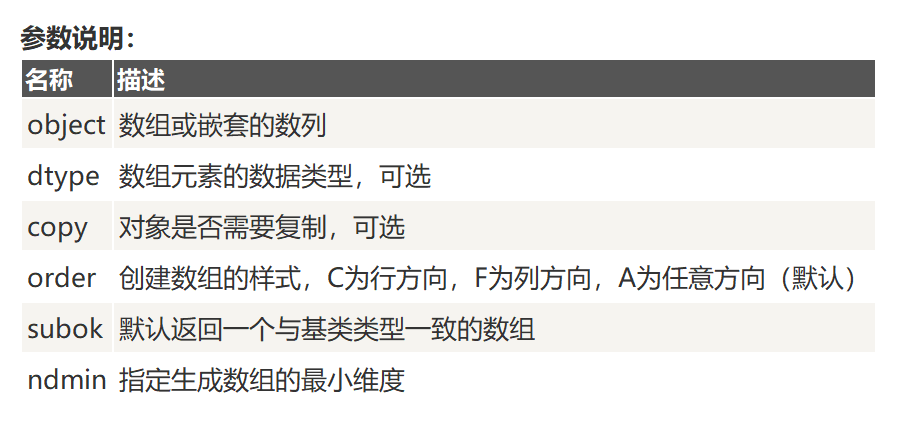 参数说明：
名称 描述
object 数组或嵌套的数列
dtype 数组元素的数据类型，可选
copy 对象是否需要复制，可选
order 创建数组的样式，C为行方向，F为列方向，A为任意方向（默认）
subok 默认返回一个与基类类型一致的数组
ndmin 指定生成数组的最小维度